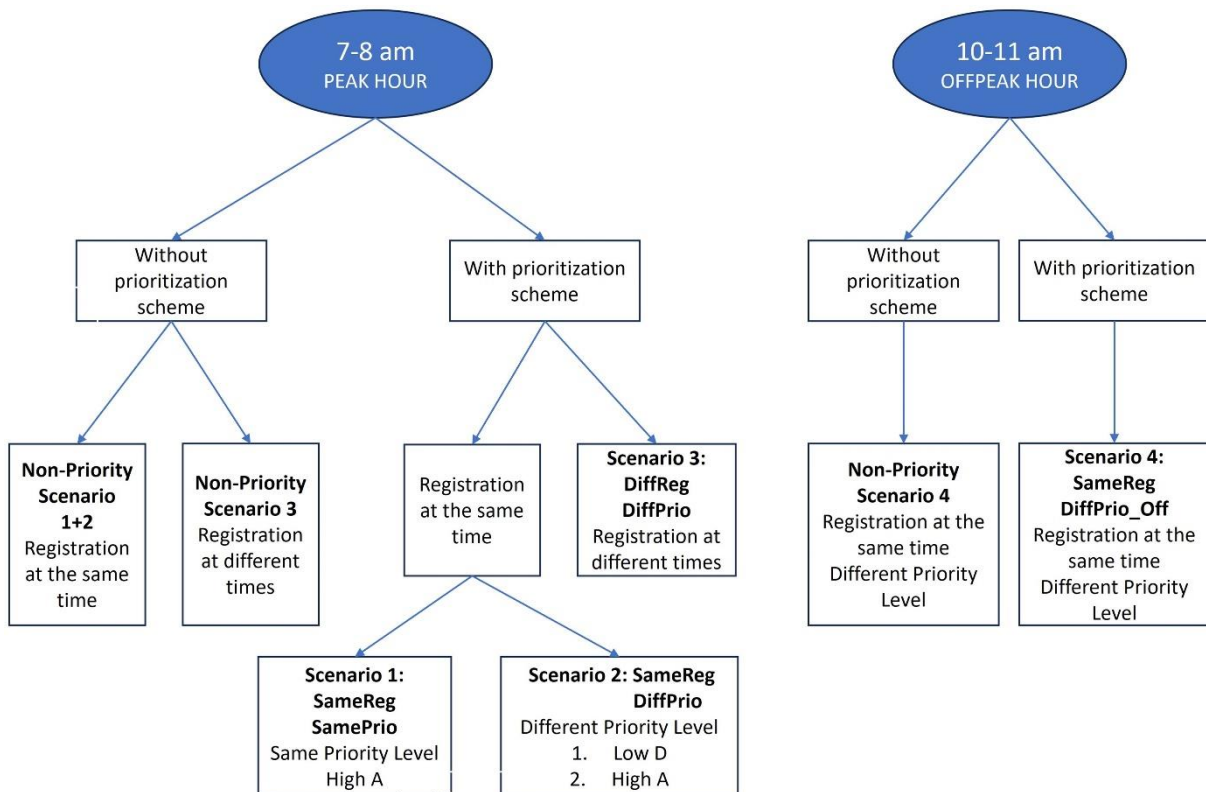 7-8 am
PEAK HOUR
10-11 am
OFFPEAK HOUR
Without
prioritization
scheme
With prioritization
scheme
Without
prioritization
scheme
With prioritization
scheme
Non-Priority
Scenario
1+2
Registration
at the same
time
Non-Priority
Scenario 3
Registration
at different
times
Registration
at the same
time
Scenario 3:
DiffReg
DiffPrio
Registration at
different times
Non-Priority
Scenario 4
Registration at the
same time
Different Priority
Level
Scenario 4:
SameReg
DiffPrio_Off
Registration at the
same time
Different Priority
Level
Scenario 1:
SameReg
SamePrio
Same Priority Level
High A
Scenario 2: SameReg
DiffPrio
Different Priority Level
1. Low D
2. High A